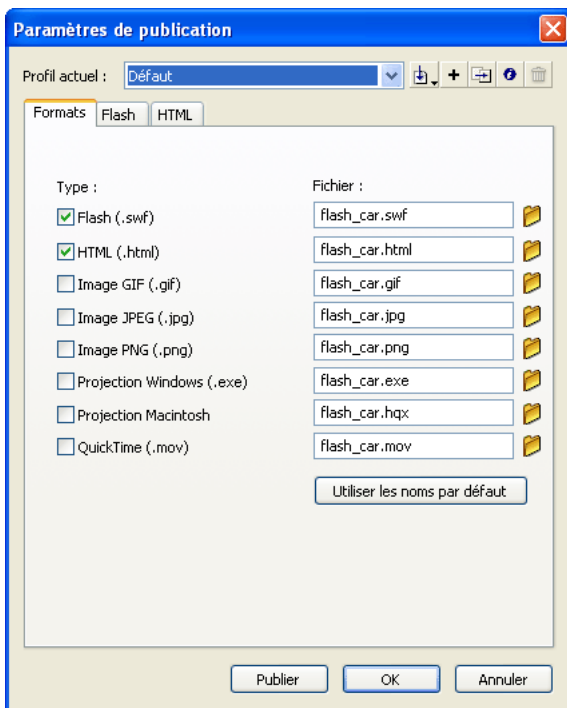 Paramètres de publication
Profil actuel : Défaut
Formats Flash HTML
Type : Fichier :
Flash (.swf) flash_car.swf
HTML (.html) flash_car.html
Image GIF (.gif) flash_car.gif
Image JPEG (.jpg) flash_car.jpg
Image PNG (.png) flash_car.png
Projection Windows (.exe) flash_car.exe
Projection Macintosh flash_car.hqx
QuickTime (.mov) flash_car.mov
Utiliser les noms par défaut
Publier OK Annuler